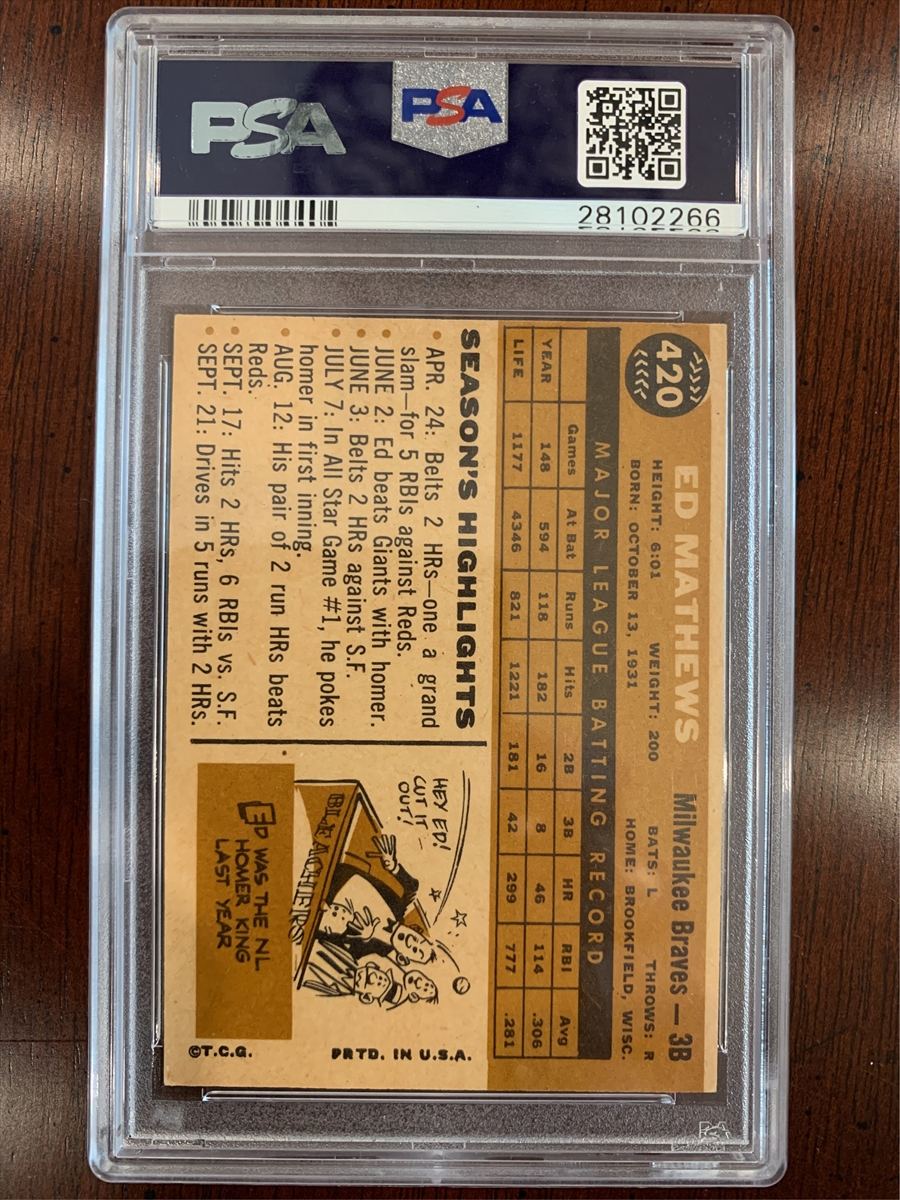 PSA
PSA
28102266
420
ED MATHEWS Milwaukee Braves — 3B
HEIGHT: 6:01 WEIGHT: 200 BATS: L THROWS: R
BORN: OCTOBER 13, 1931 HOME: BROOKFIELD, WISC.
MAJOR LEAGUE BATTING RECORD
Games At Bat Runs Hits 2B 3B HR RBI Avg
YEAR 148 594 118 182 16 8 46 114 .306
LIFE 1177 4346 821 1221 181 42 299 777 .281
SEASON'S HIGHLIGHTS
• APR. 24: Belts 2 HRs—one a grand
slam—for 5 RBIs against Reds.
• JUNE 2: Ed beats Giants with homer.
• JUNE 3: Belts 2 HRs against S.F.
• JULY 7: In All Star Game #1, he pokes
homer in first inning.
• AUG. 12: His pair of 2 run HRs beats
Reds.
• SEPT. 17: Hits 2 HRs, 6 RBIs vs. S.F.
• SEPT. 21: Drives in 5 runs with 2 HRs.
HEY ED!
CUT IT
OUT!
BLEACHERS
ED WAS THE NL
HOMER KING
LAST YEAR
©T.C.G. PRTD. IN U.S.A.